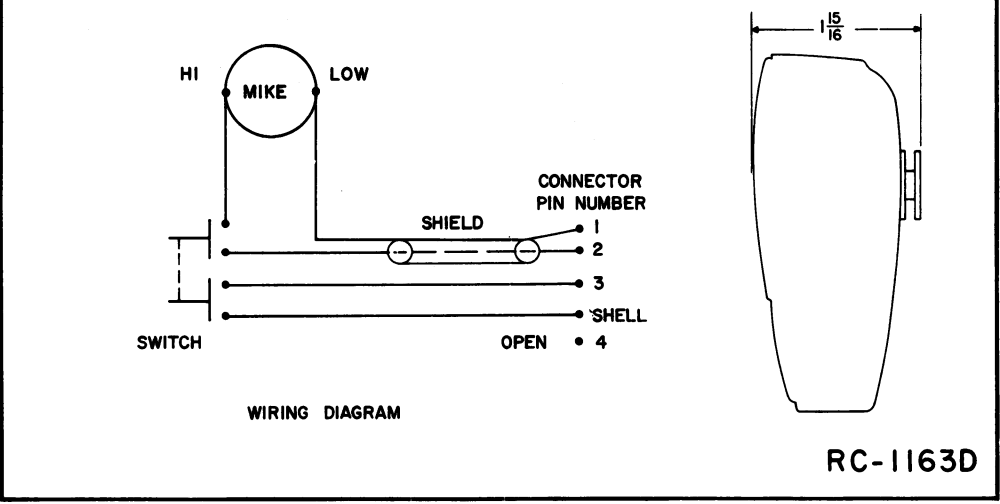 1 15/16
HI
LOW
MIKE
CONNECTOR
PIN NUMBER
SHIELD
1
2
3
SHELL
SWITCH
OPEN
4
WIRING DIAGRAM
RC-1163D